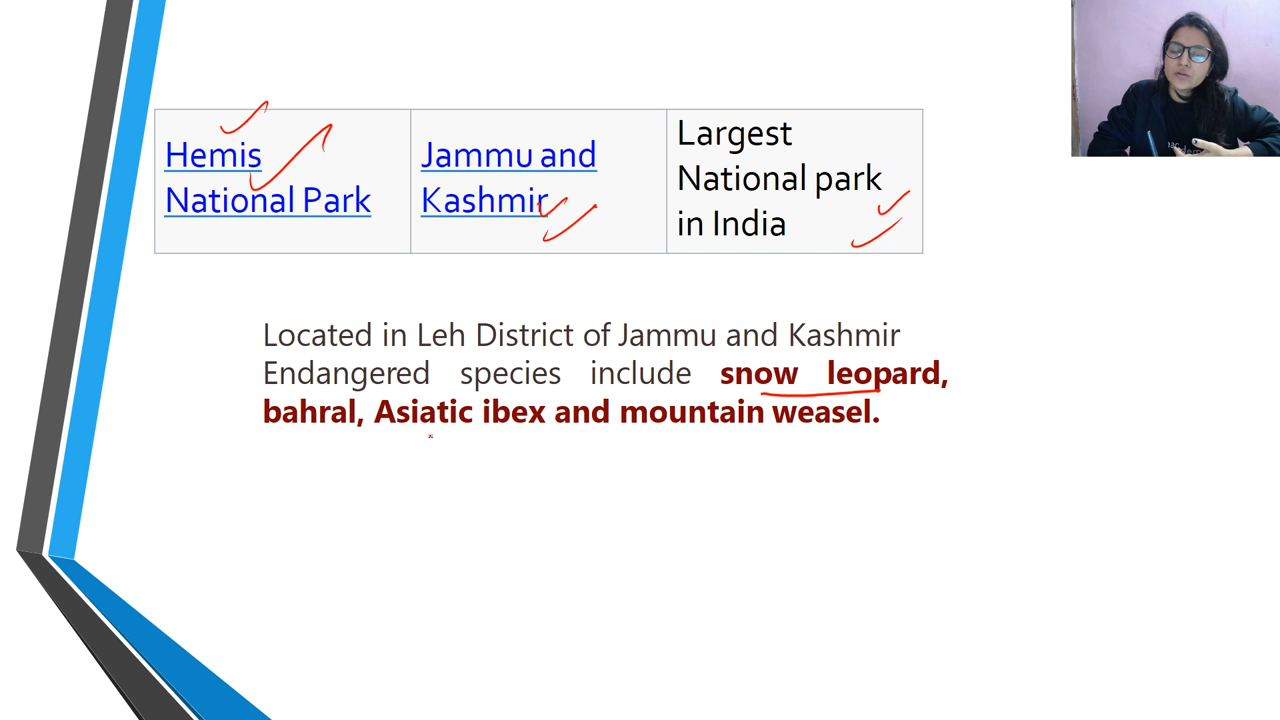 Hemis
National Park
Jammu and
Kashmir
Largest
National park
in India
Located in Leh District of Jammu and Kashmir
Endangered species include snow leopard,
bahral, Asiatic ibex and mountain weasel.